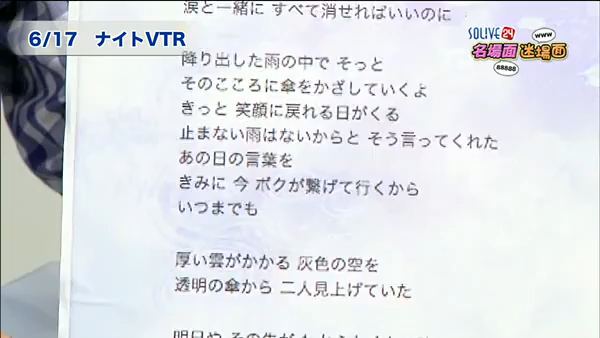 6/17 ナイトVTR
SOLiVE24
名場面 www 迷場面
88888
涙と一緒に すべて消せればいいのに
降り出した雨の中で そっと
そのこころに傘をかざしていくよ
きっと 笑顔に戻れる日がくる
止まない雨はないからと そう言ってくれた
あの日の言葉を
きみに 今 ボクが繋げて行くから
いつまでも
厚い雲がかかる 灰色の空を
透明の傘から 二人見上げていた
明日や その先が